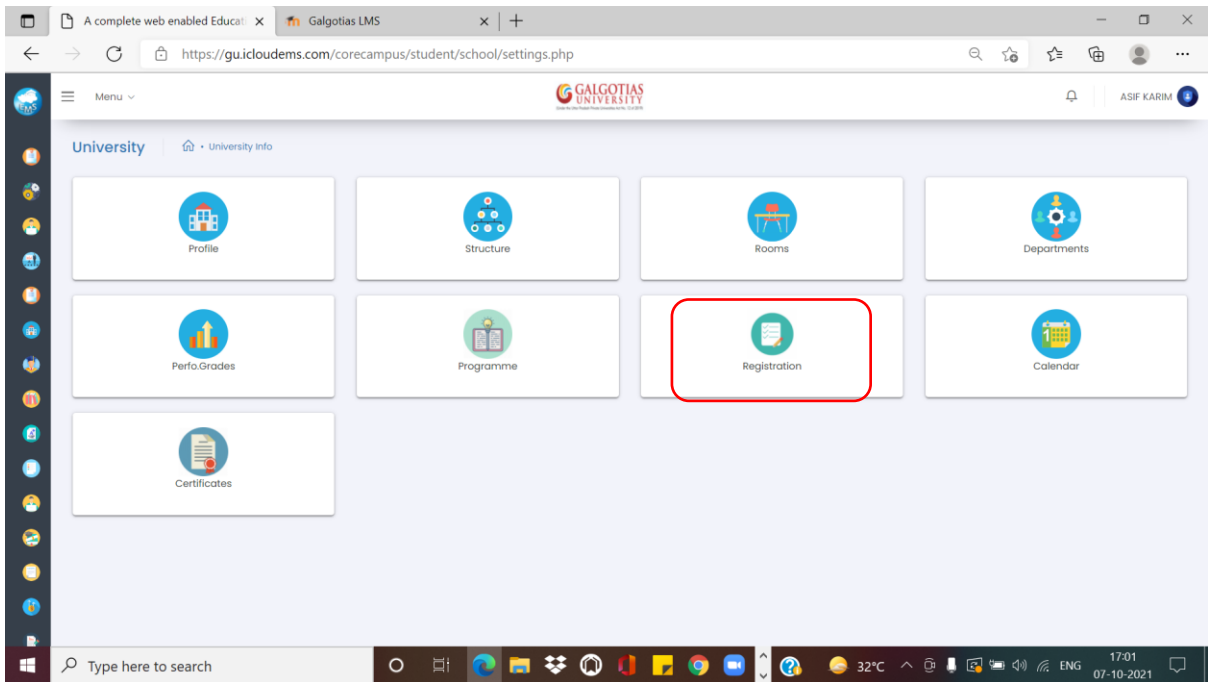 A complete web enabled Educati
Galgotias LMS
https://gu.icloudems.com/corecampus/student/school/settings.php
EMS
Menu
GALGOTIAS
UNIVERSITY
ASIF KARIM
University
• University Info
Profile
Structure
Rooms
Departments
Perfo.Grades
Programme
Registration
Calendar
Certificates
Type here to search
32°C
ENG
17:01
07-10-2021